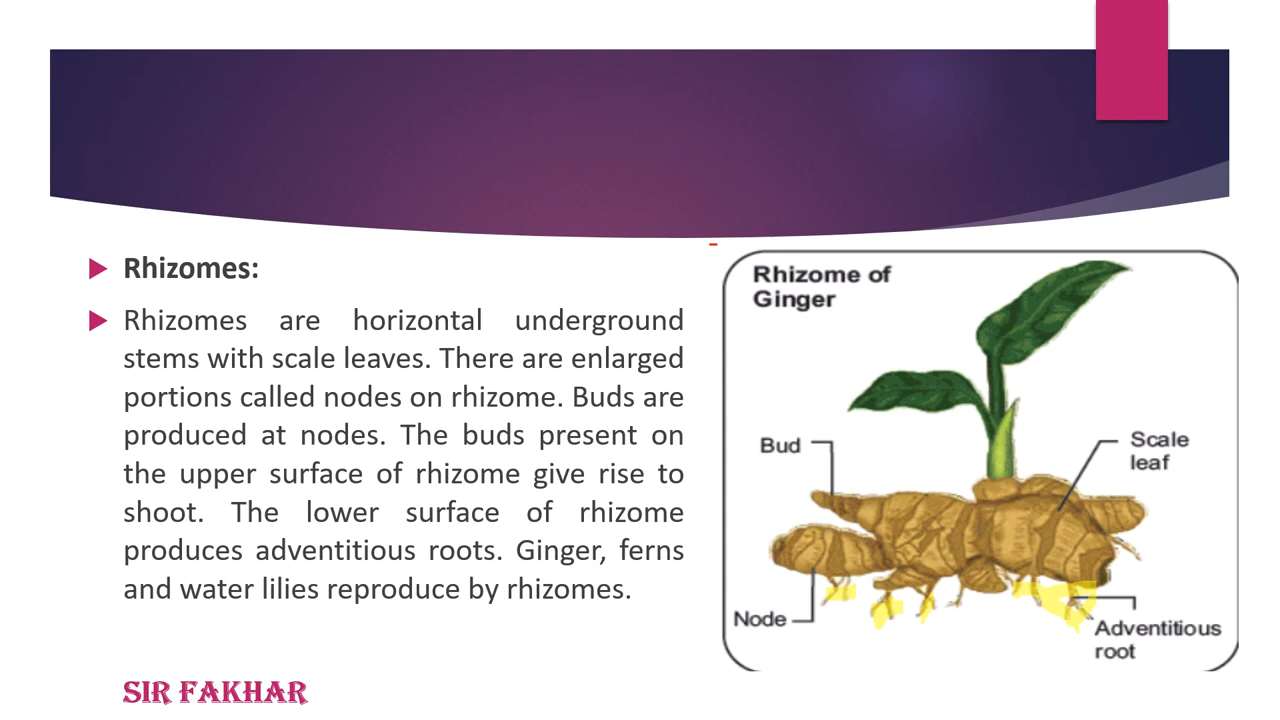 Rhizomes:
Rhizomes are horizontal underground
stems with scale leaves. There are enlarged
portions called nodes on rhizome. Buds are
produced at nodes. The buds present on
the upper surface of rhizome give rise to
shoot. The lower surface of rhizome
produces adventitious roots. Ginger, ferns
and water lilies reproduce by rhizomes.
Rhizome of
Ginger
Bud
Scale
leaf
Node
Adventitious
root
SIR FAKHAR